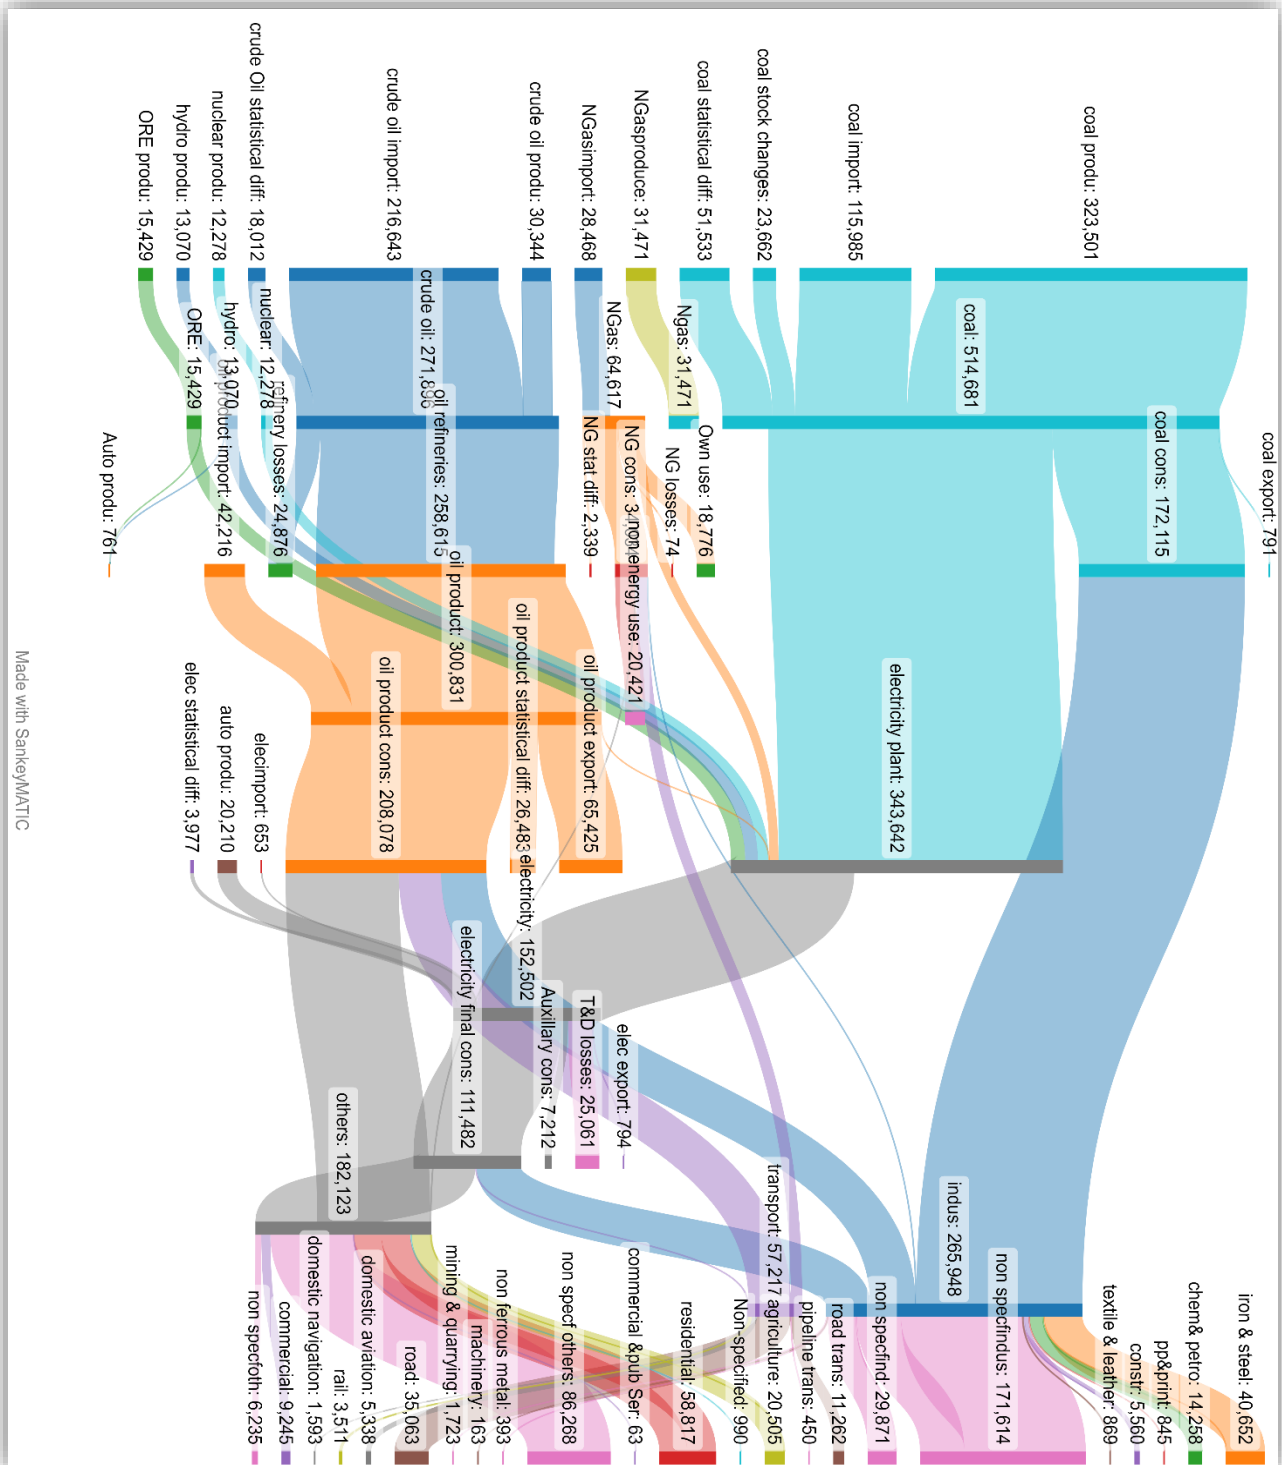 coal produ: 323,501
coal import: 115,985
coal stock changes: 23,662
coal statistical diff: 51,533
NGasproduce: 31,471
NGasimport: 28,468
crude oil produ: 30,344
crude oil import: 216,643
crude Oil statistical diff: 18,012
nuclear produ: 12,278
hydro produ: 13,070
ORE produ: 15,429
coal: 514,681
Ngas: 31,471
NGas: 64,617
crude oil: 271,896
nuclear: 12,278
hydro: 13,070
ORE: 15,429
coal export: 791
coal cons: 172,115
Own use: 18,776
NG losses: 74
NG cons:
NG stat diff: 2,339
oil refineries: 258,615
refinery losses: 24,876
oil product import: 42,216
Auto produ: 761
non energy use: 20,421
oil product: 300,831
electricity plant: 343,642
oil product export: 65,425
oil product statistical diff: 26,483
oil product cons: 208,078
elecimport: 653
auto produ: 20,210
elec statistical diff: 3,977
electricity: 152,502
elec export: 794
T&D losses: 25,061
Auxillary cons: 7,212
electricity final cons: 111,482
others: 182,123
indus: 265,948
transport: 57,217
iron & steel: 40,652
chem& petro: 14,258
pp&print: 845
constr: 5,560
textile & leather: 869
non specfindus: 171,614
non specfind: 29,871
road trans: 11,262
pipeline trans: 450
agriculture: 20,505
Non-specified: 990
residential: 58,817
commercial &pub Ser: 63
non specf others: 86,268
non ferrous metal: 393
machinery: 163
mining & quarrying: 1,723
road: 35,063
domestic aviation: 5,338
rail: 3,511
domestic navigation: 1,593
commercial: 9,245
non specfoth: 6,235
Made with SankeyMATIC